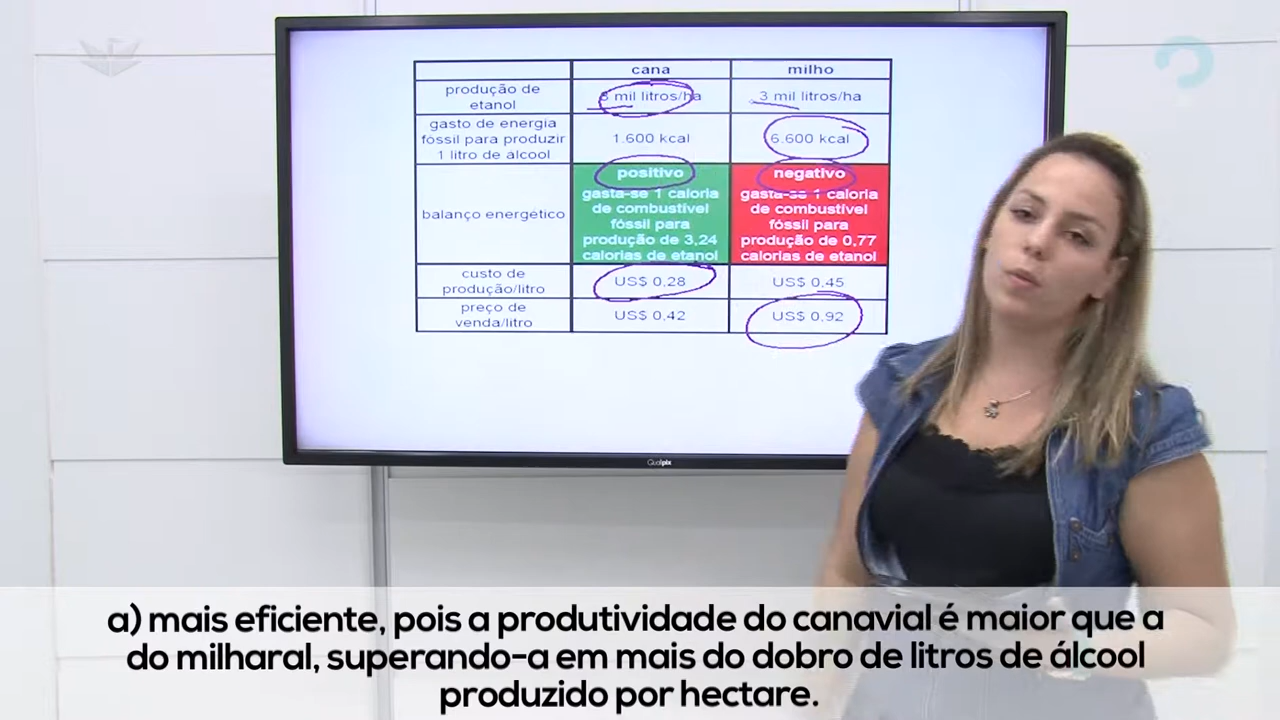 cana milho
produção de etanol 8 mil litros/ha 3 mil litros/ha
gasto de energia
fóssil para produzir
1 litro de álcool
1.600 kcal 6.600 kcal
balanço energético
positivo
gasta-se 1 caloria
de combustível
fóssil para
produção de 3,24
calorias de etanol
negativo
gasta-se 1 caloria
de combustível
fóssil para
produção de 0,77
calorias de etanol
custo de
produção/litro
US$ 0,28 US$ 0,45
preço de
venda/litro
US$ 0,42 US$ 0,92
Qualipix
a) mais eficiente, pois a produtividade do canavial é maior que a
do milharal, superando-a em mais do dobro de litros de álcool
produzido por hectare.